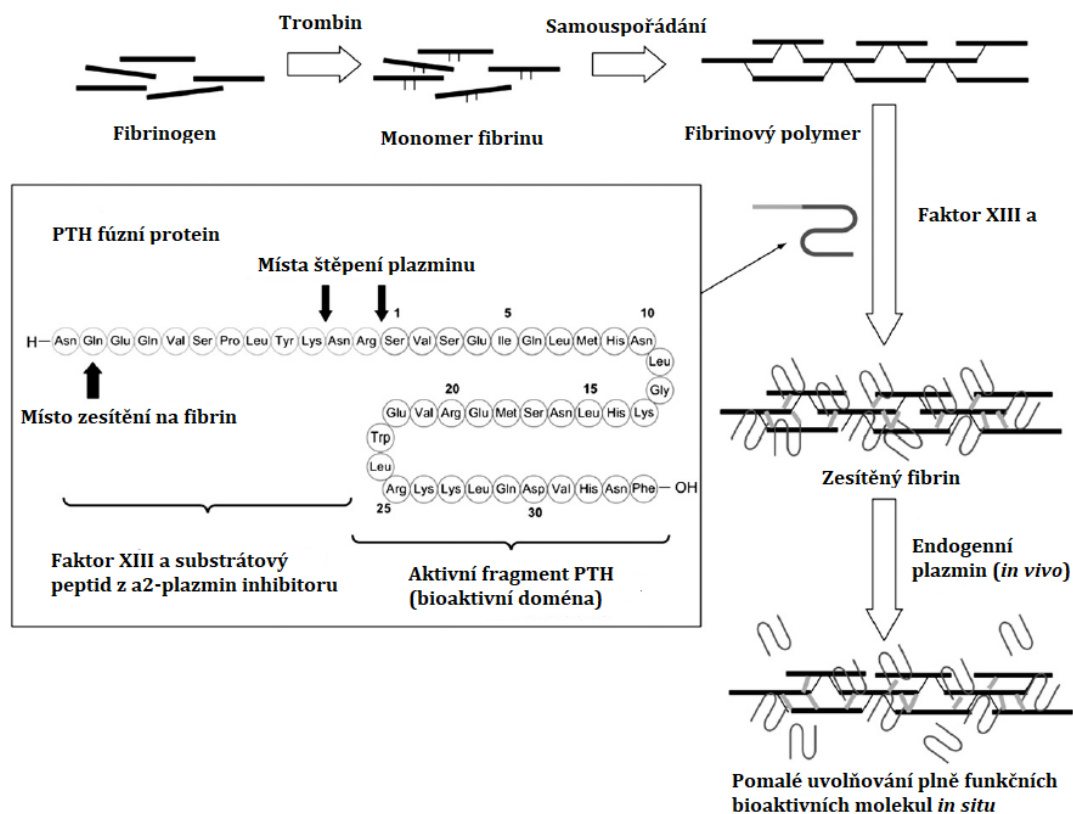 Trombin
Samouspořádání
Fibrinogen
Monomer fibrinu
Fibrinový polymer
Faktor XIII a
PTH fúzní protein
Místa štěpení plazminu
1
5
10
H
Asn Gln Glu Gln Val Ser Pro Leu Tyr Lys Asn Arg Ser Val Ser Glu Ile Gln Leu Met His Asn
Leu
Gly
Místo zesítění na fibrin
20
15
Glu Val Arg Glu Met Ser Asn Leu His Lys
Trp
Leu
Arg Lys Lys Leu Gln Asp Val His Asn Phe OH
25
30
Zesítěný fibrin
Faktor XIII a substrátový
peptid z a2-plazmin inhibitoru
Aktivní fragment PTH
(bioaktivní doména)
Endogenní
plazmin (in vivo)
Pomalé uvolňování plně funkčních
bioaktivních molekul in situ